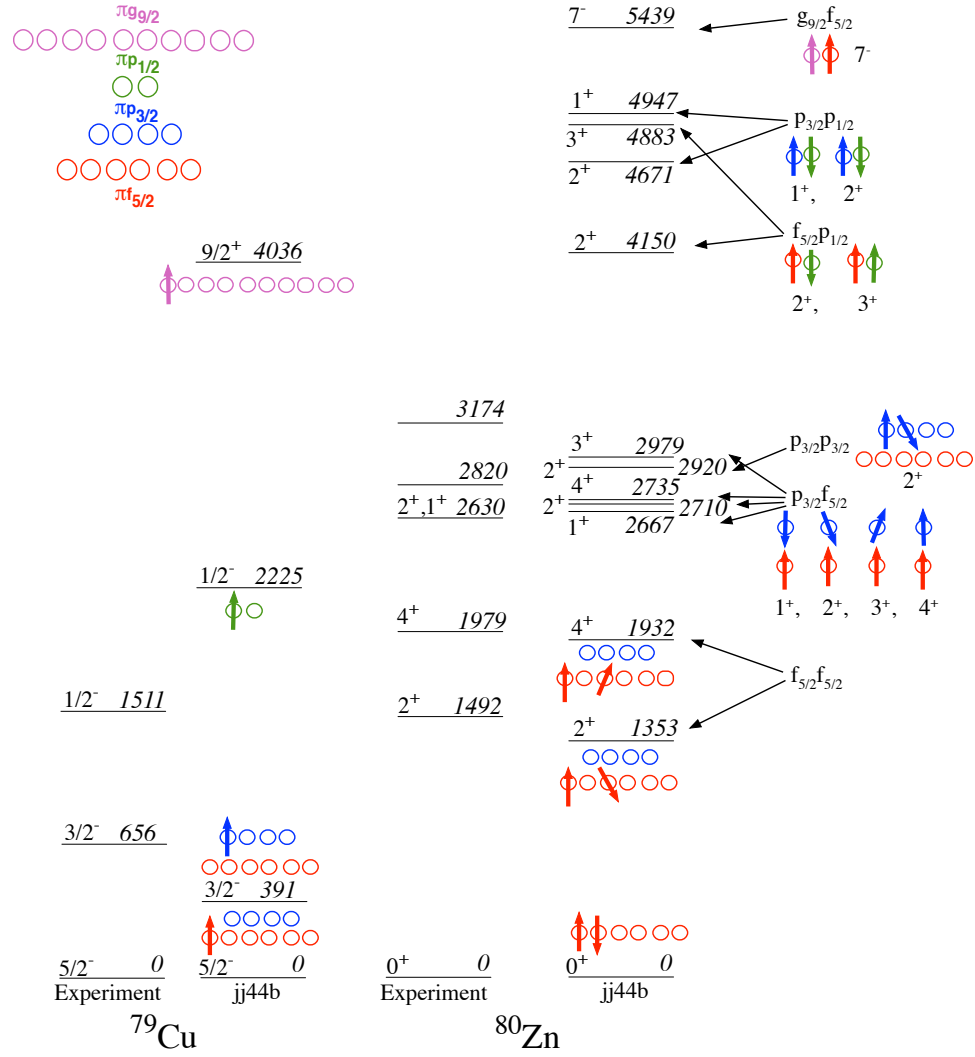 πg9/2
πp1/2
πp3/2
πf5/2
9/2⁺ 4036
1/2⁻ 2225
1/2⁻ 1511
3/2⁻ 656
3/2⁻ 391
5/2⁻ 0
5/2⁻ 0
Experiment
jj44b
⁷⁹Cu
3174
2820
2⁺,1⁺ 2630
4⁺ 1979
2⁺ 1492
0⁺ 0
Experiment
7⁻ 5439
1⁺ 4947
3⁺ 4883
2⁺ 4671
2⁺ 4150
3⁺ 2979
2⁺ 2920
4⁺ 2735
2⁺ 2710
1⁺ 2667
4⁺ 1932
2⁺ 1353
0⁺ 0
jj44b
⁸⁰Zn
g9/2f5/2
7⁻
p3/2p1/2
1⁺, 2⁺
f5/2p1/2
2⁺, 3⁺
p3/2p3/2
2⁺
p3/2f5/2
1⁺, 2⁺, 3⁺, 4⁺
f5/2f5/2